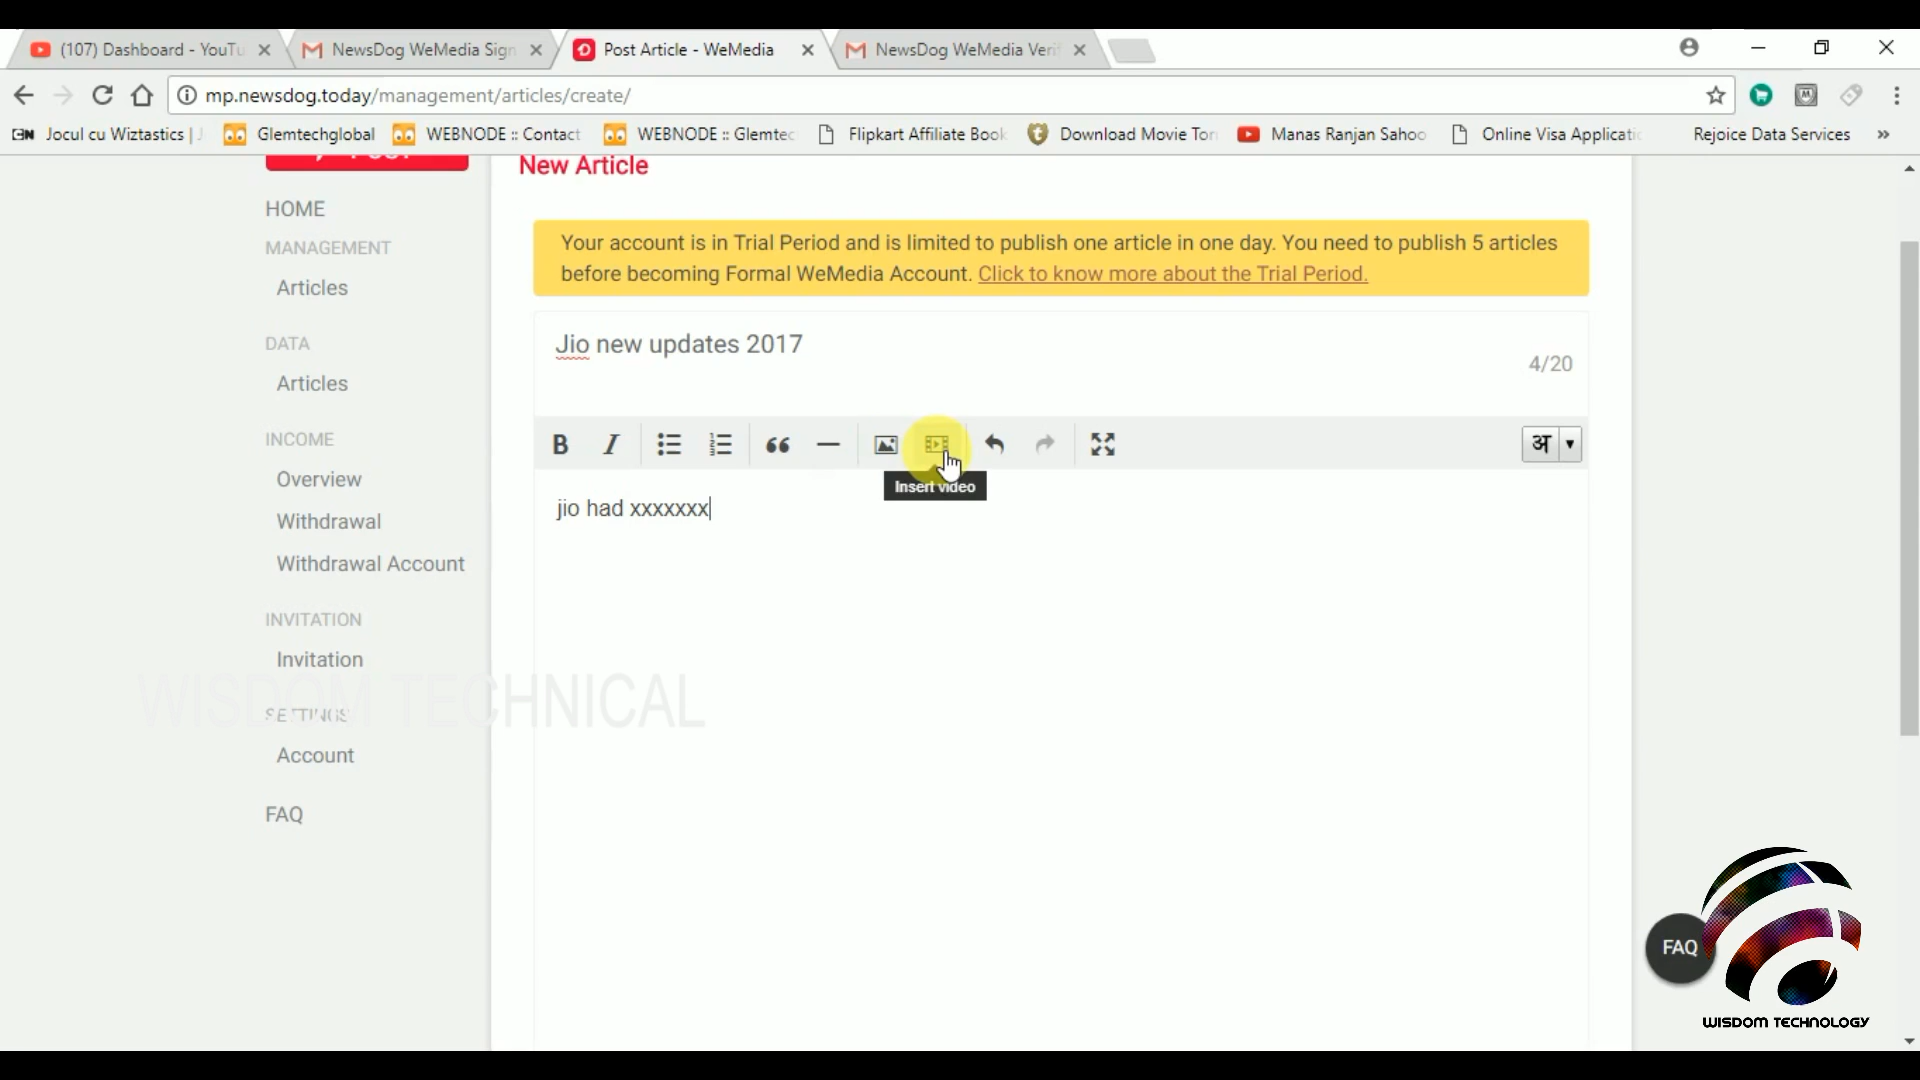 (107) Dashboard - YouTu
NewsDog WeMedia Sign
Post Article - WeMedia
NewsDog WeMedia Veri
mp.newsdog.today/management/articles/create/
Jocul cu Wiztastics | J
Glemtechglobal
WEBNODE :: Contact
WEBNODE :: Glemtec
Flipkart Affiliate Book
Download Movie Torr
Manas Ranjan Sahoo
Online Visa Applicatic
Rejoice Data Services
»
New Article
HOME
MANAGEMENT
Articles
DATA
Articles
INCOME
Overview
Withdrawal
Withdrawal Account
INVITATION
Invitation
SETTINGS
Account
FAQ
Your account is in Trial Period and is limited to publish one article in one day. You need to publish 5 articles
before becoming Formal WeMedia Account. Click to know more about the Trial Period.
Jio new updates 2017
4/20
B I
अ
Insert video
jio had xxxxxxx
WISDOM TECHNICAL
FAQ
WISDOM TECHNOLOGY